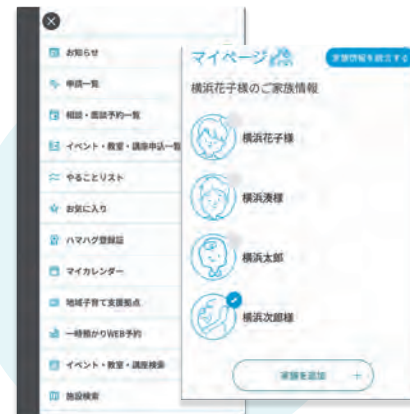 お知らせ
申請一覧
相談・面談予約一覧
イベント・教室・講座申込一覧
やることリスト
お気に入り
ハマハグ登録証
マイカレンダー
地域子育て支援拠点
一時預かりWEB予約
イベント・教室・講座検索
施設検索
マイページ
家族情報を確認する
横浜花子様のご家族情報
横浜花子様
横浜湊様
横浜太郎
横浜次郎様
家族を追加 +